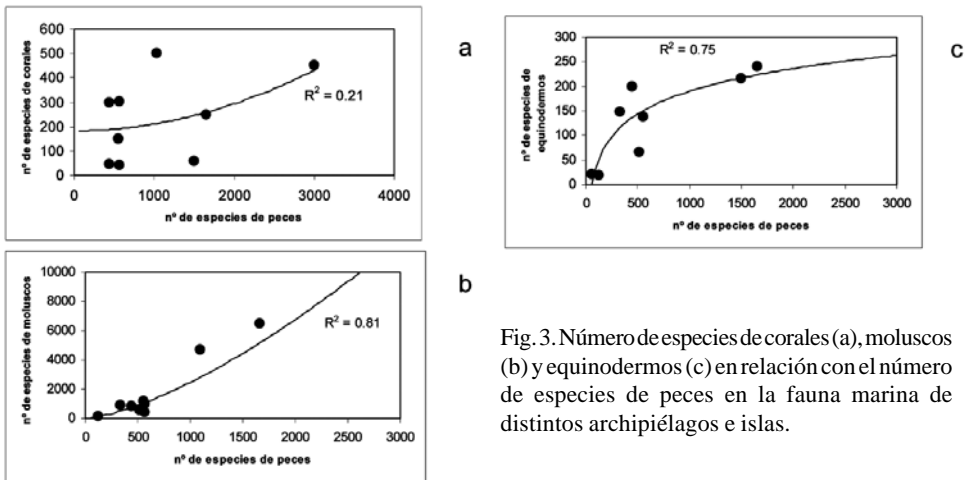 nº de especies de corales
600
500
400
300
200
100
0
R² = 0.21
0 1000 2000 3000 4000
nº de especies de peces
a
nº de especies de moluscos
10000
8000
6000
4000
2000
0
R² = 0.81
0 500 1000 1500 2000 2500 3000
nº de especies de peces
b
nº de especies de
equinodermos
300
250
200
150
100
50
0
R² = 0.75
0 500 1000 1500 2000 2500 3000
nº de especies de peces
c
Fig. 3. Número de especies de corales (a), moluscos
(b) y equinodermos (c) en relación con el número
de especies de peces en la fauna marina de
distintos archipiélagos e islas.